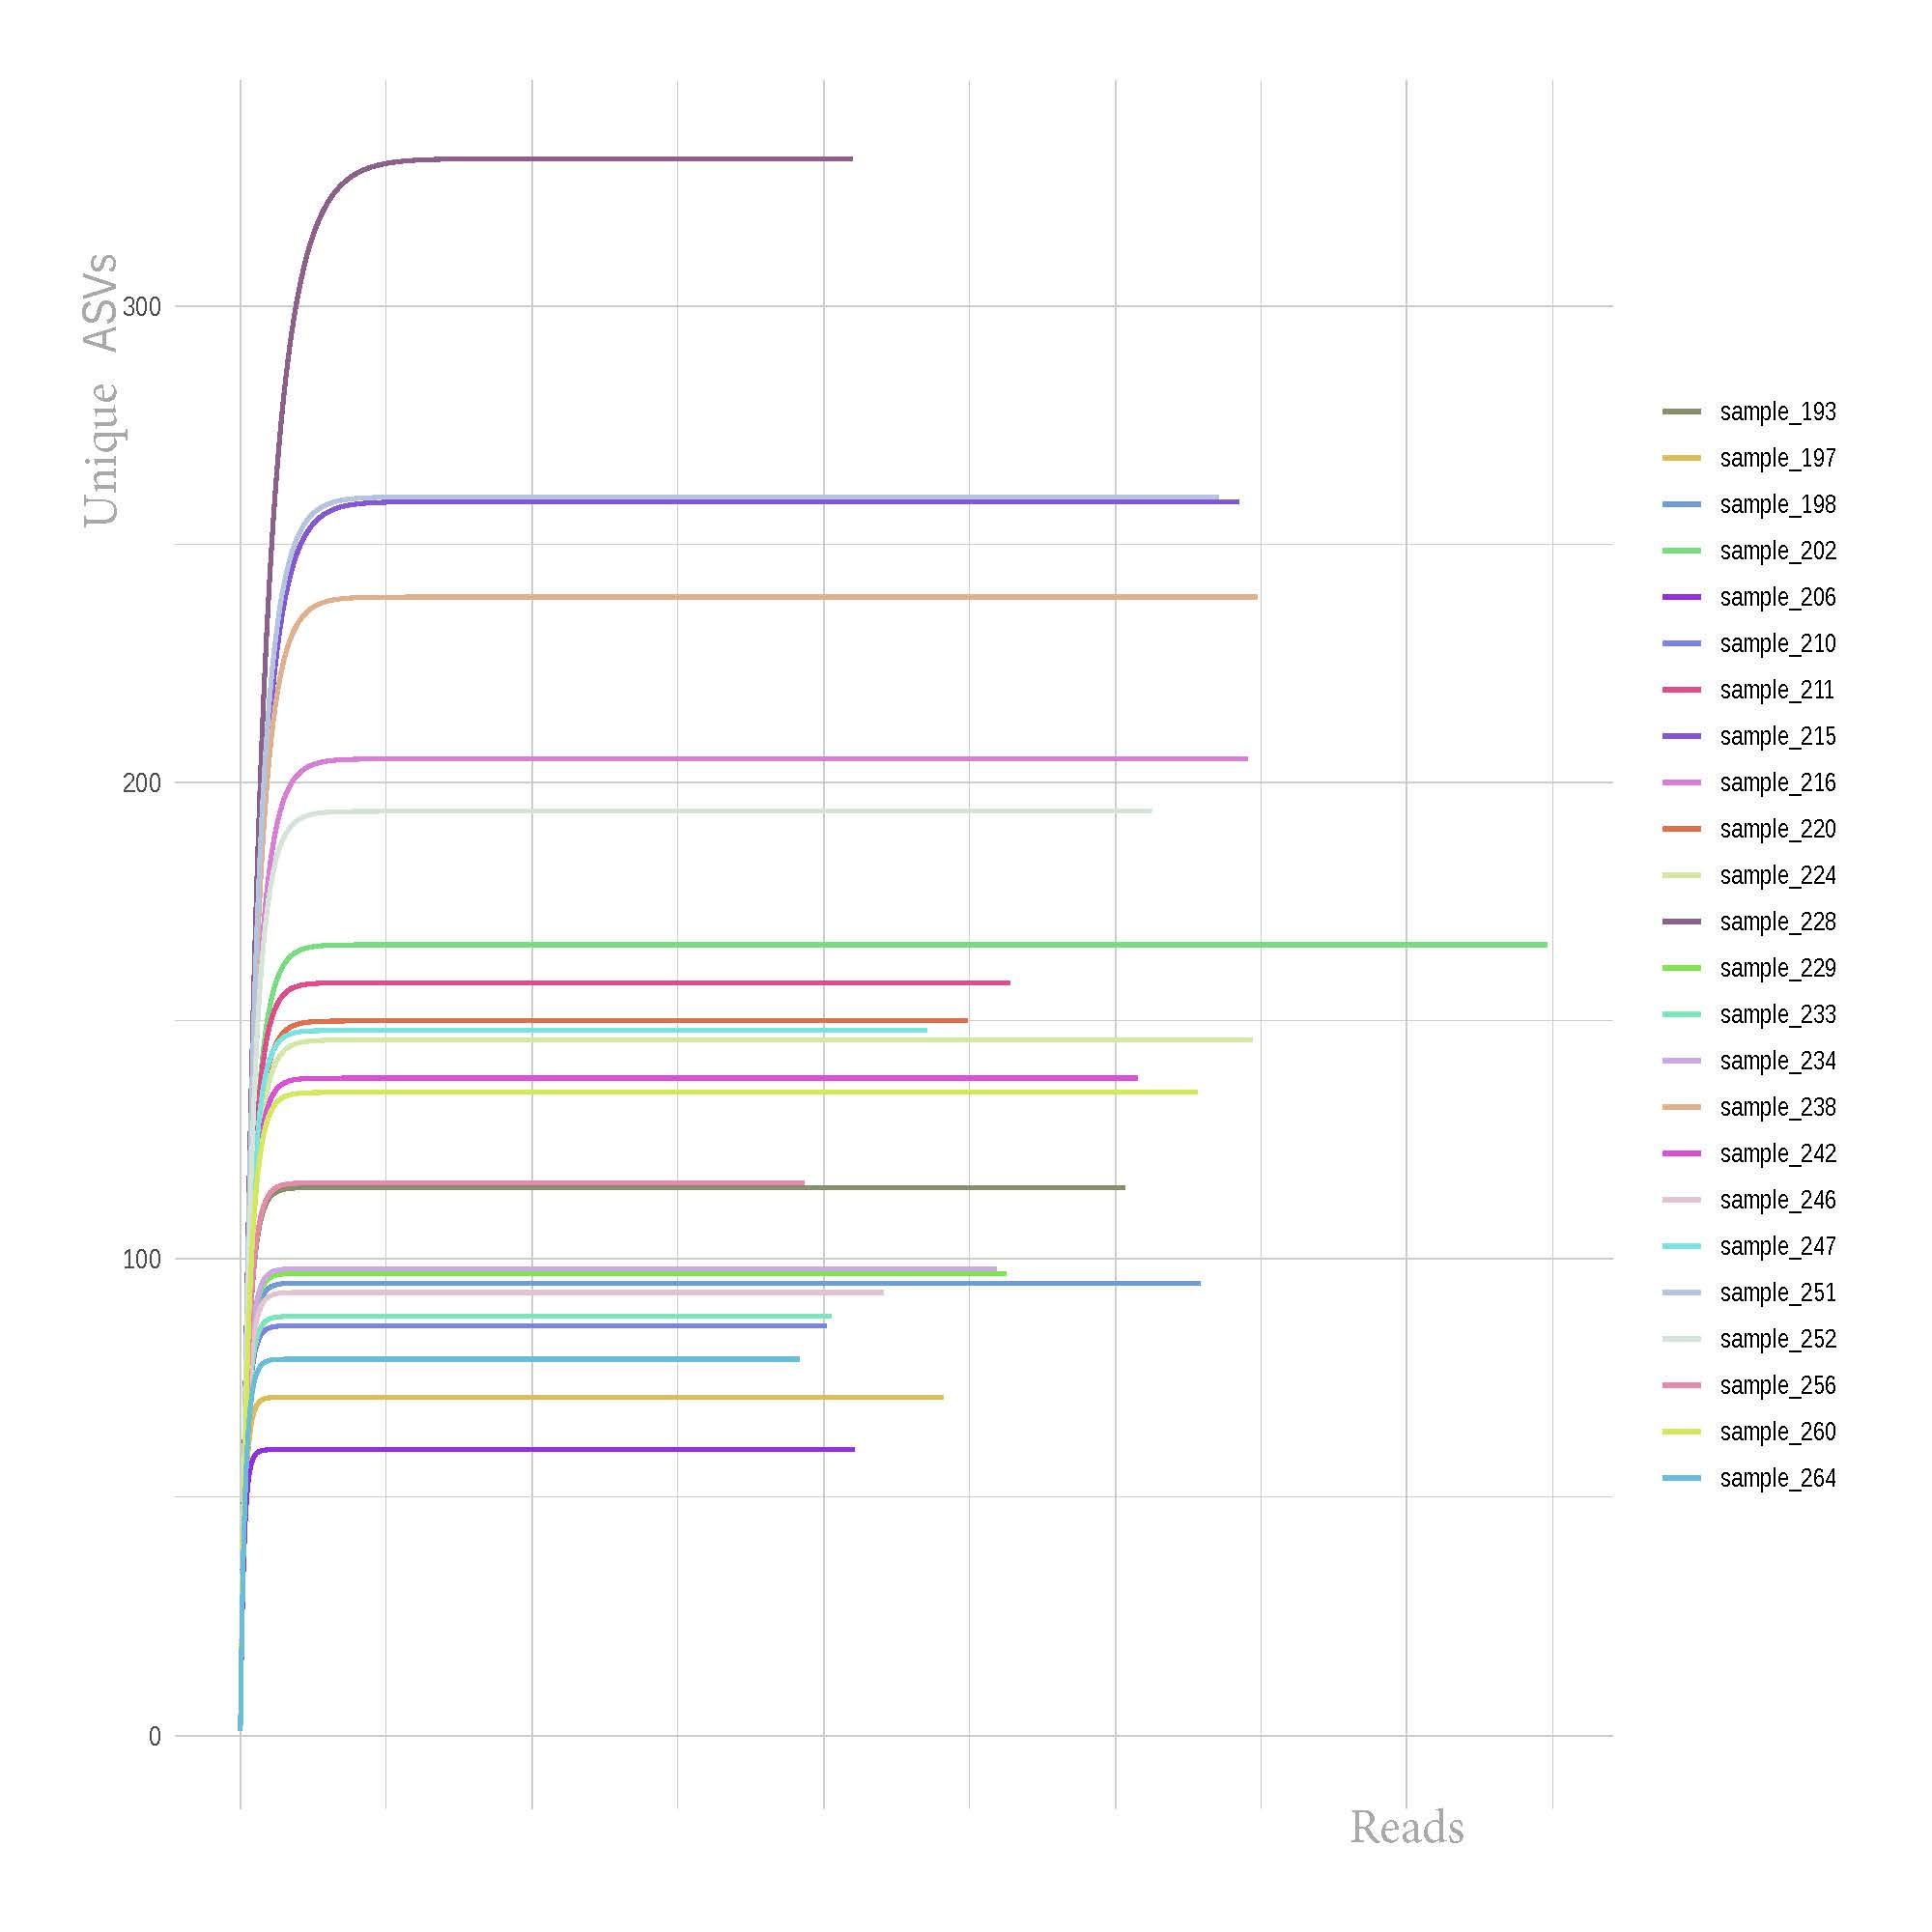 Unique ASVs
300
200
100
0
Reads
sample_193
sample_197
sample_198
sample_202
sample_206
sample_210
sample_211
sample_215
sample_216
sample_220
sample_224
sample_228
sample_229
sample_233
sample_234
sample_238
sample_242
sample_246
sample_247
sample_251
sample_252
sample_256
sample_260
sample_264